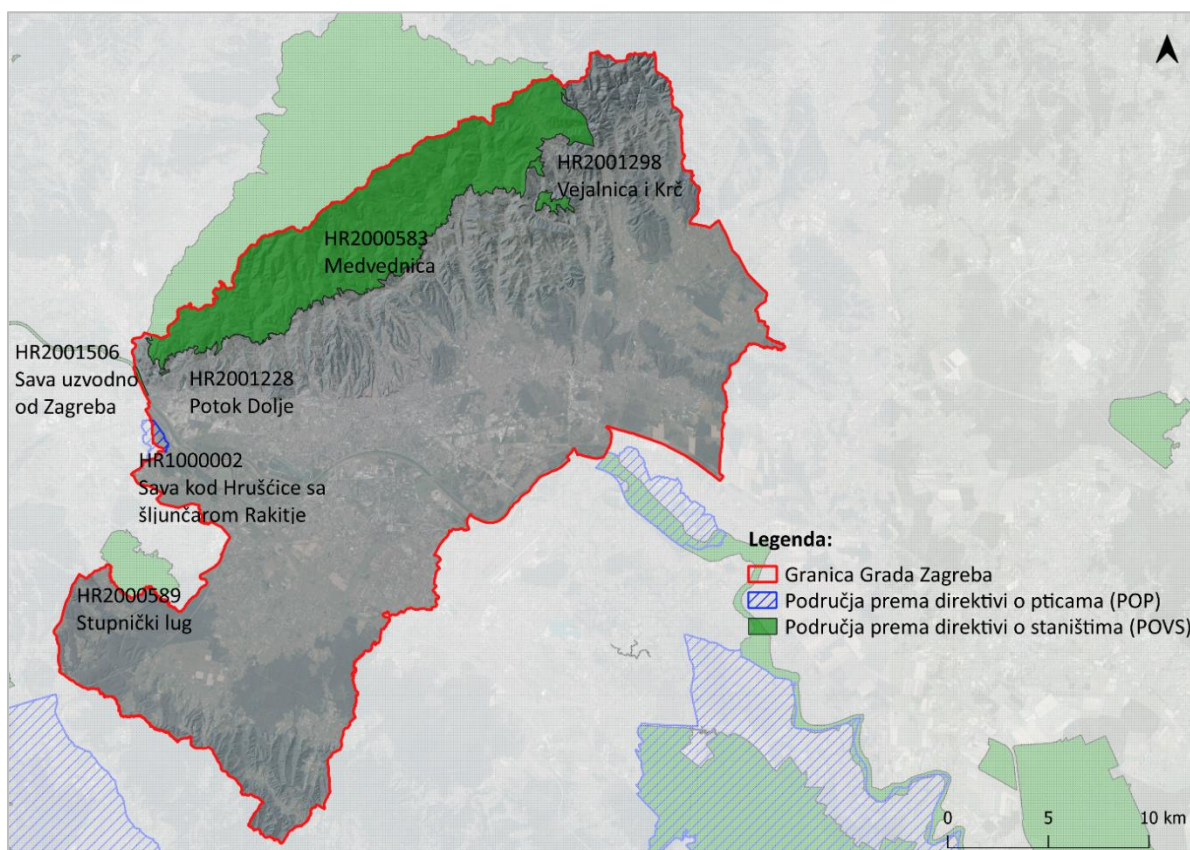 HR2001298
Vejalnica i Krč
HR2000583
Medvednica
HR2001506
Sava uzvodno
od Zagreba
HR2001228
Potok Dolje
HR1000002
Sava kod Hrušćice sa
šljunčarom Rakitje
HR2000589
Stupnički lug
Legenda:
Granica Grada Zagreba
Područja prema direktivi o pticama (POP)
Područja prema direktivi o staništima (POVS)
0 5 10 km